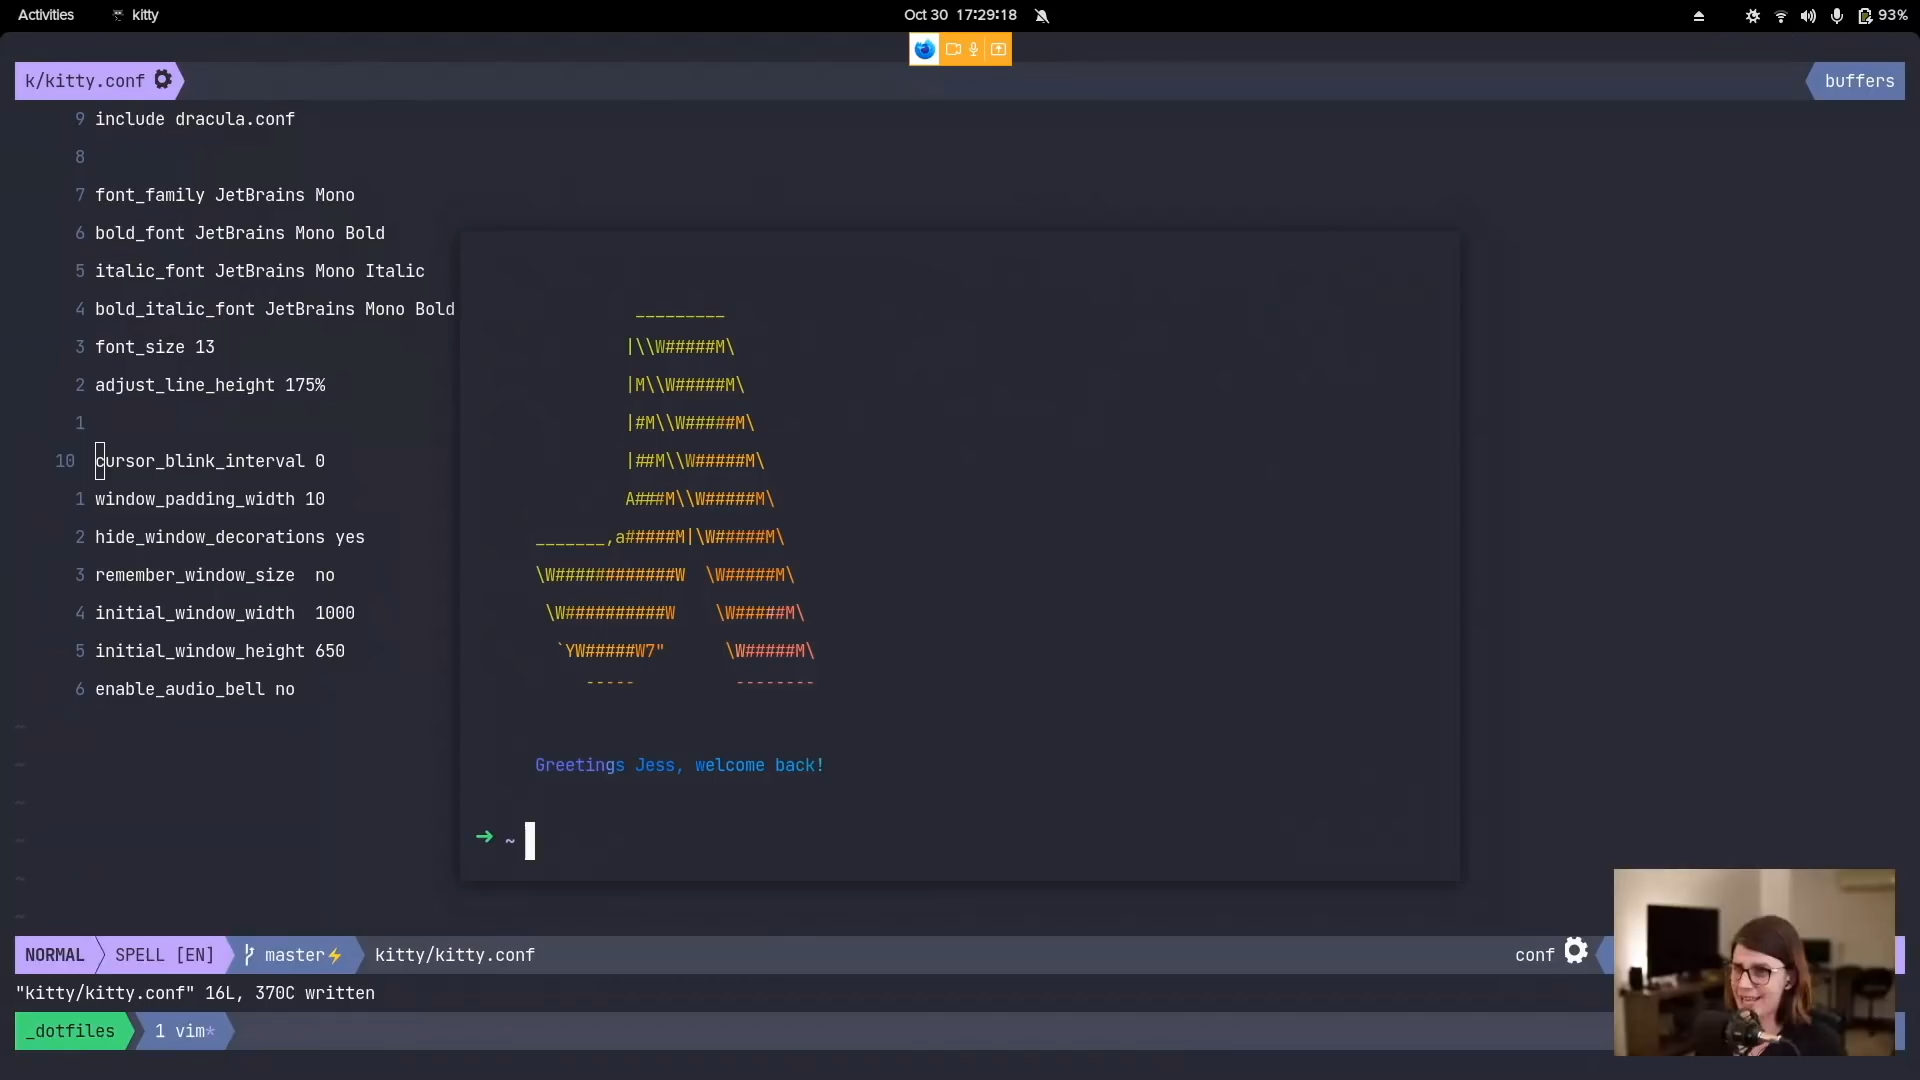 Activities kitty Oct 30 17:29:18 93%
k/kitty.conf buffers
9 include dracula.conf
8
7 font_family JetBrains Mono
6 bold_font JetBrains Mono Bold
5 italic_font JetBrains Mono Italic
4 bold_italic_font JetBrains Mono Bold
3 font_size 13
2 adjust_line_height 175%
1
10 cursor_blink_interval 0
1 window_padding_width 10
2 hide_window_decorations yes
3 remember_window_size  no
4 initial_window_width  1000
5 initial_window_height 650
6 enable_audio_bell no
~
~
~
~
~
~
_________
|\\W#####M\
|M\\W#####M\
|#M\\W#####M\
|##M\\W#####M\
A###M\\W#####M\
_______,a#####M|\W#####M\
\W############W  \W#####M\
\W##########W    \W#####M\
`YW#####W7"      \W#####M\
-----          --------
Greetings Jess, welcome back!
➜ ~
NORMAL SPELL [EN] master⚡ kitty/kitty.conf conf
"kitty/kitty.conf" 16L, 370C written
_dotfiles 1 vim*